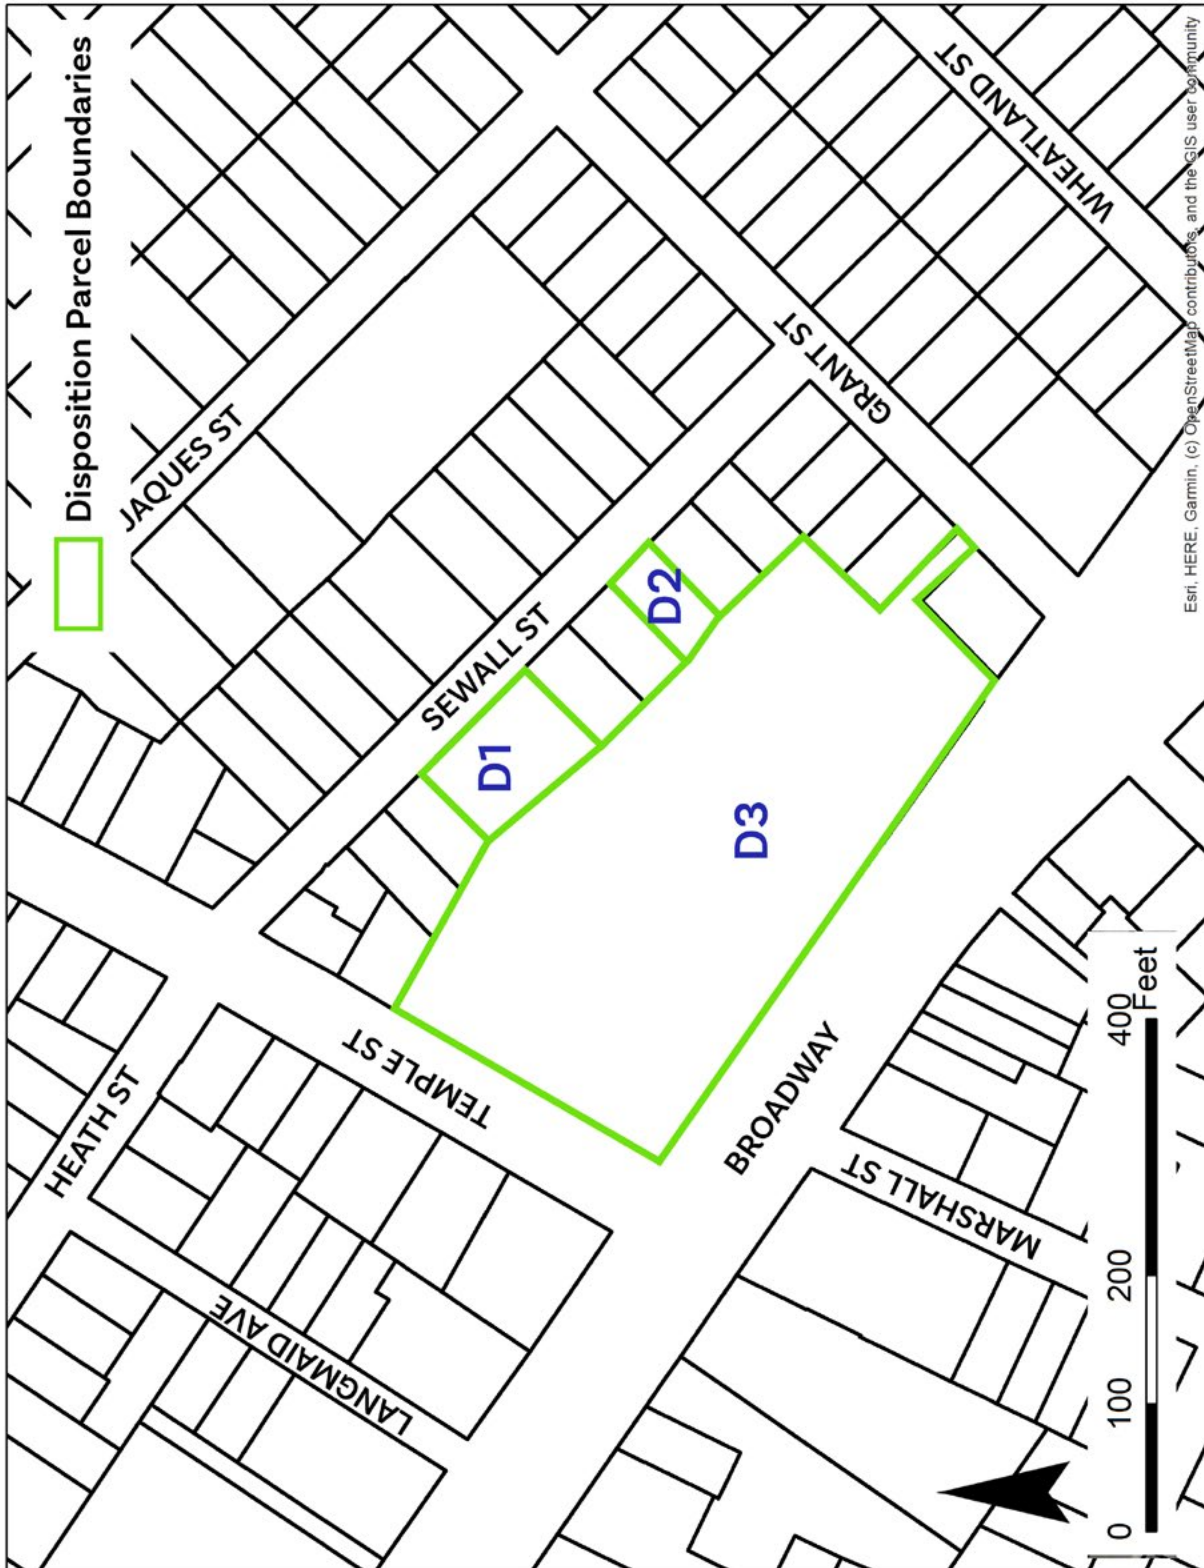 Disposition Parcel Boundaries
JAQUES ST
SEWALL ST
GRANT ST
WHEATLAND ST
D1
D2
D3
HEATH ST
TEMPLE ST
LANGMAID AVE
BROADWAY
MARSHALL ST
0 100 200 400
Feet
Esri, HERE, Garmin, (c) OpenStreetMap contributors, and the GIS user community